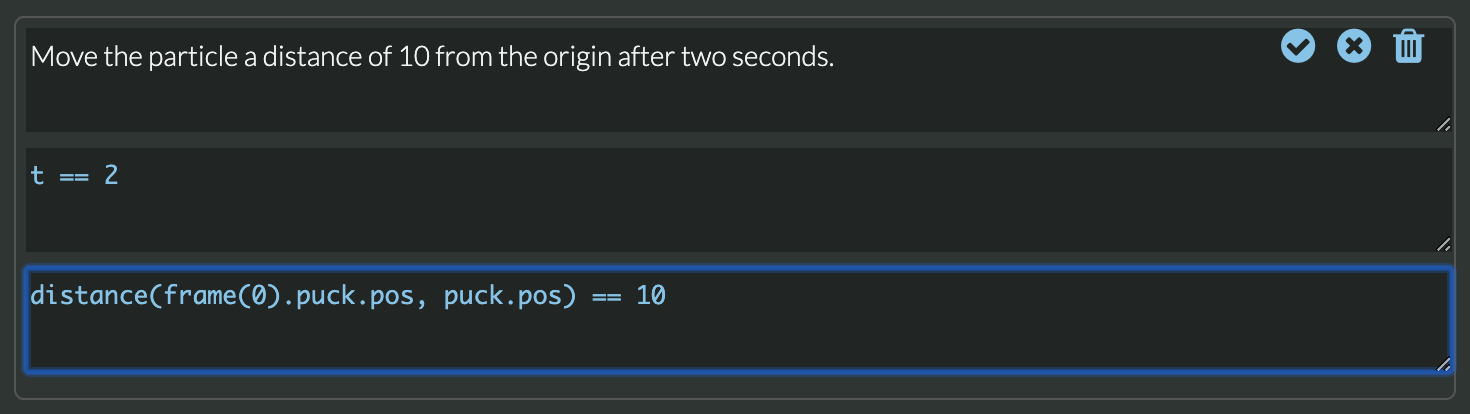 Move the particle a distance of 10 from the origin after two seconds.
t == 2
distance(frame(0).puck.pos, puck.pos) == 10